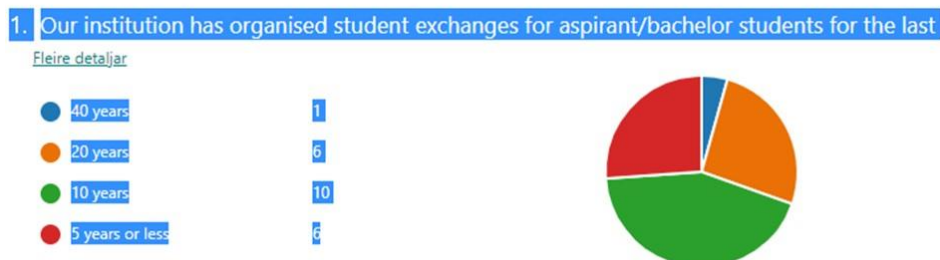 1. Our institution has organised student exchanges for aspirant/bachelor students for the last
Fleire detaljar
40 years 1
20 years 6
10 years 10
5 years or less 6